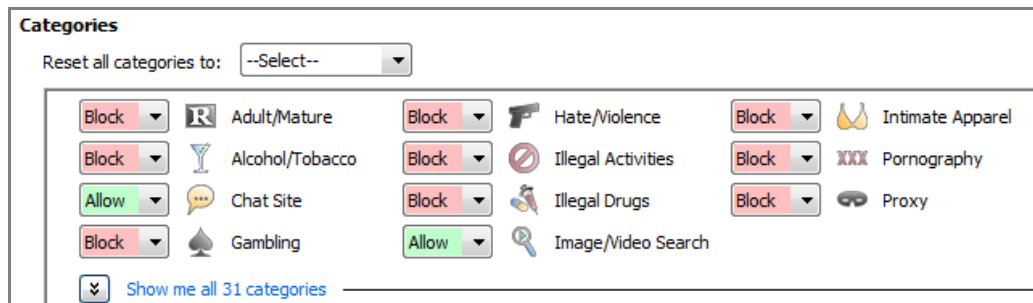 Categories
Reset all categories to: --Select--
Block R Adult/Mature Block Hate/Violence Block Intimate Apparel
Block Alcohol/Tobacco Block Illegal Activities Block XXX Pornography
Allow Chat Site Block Illegal Drugs Block Proxy
Block Gambling Allow Image/Video Search
Show me all 31 categories